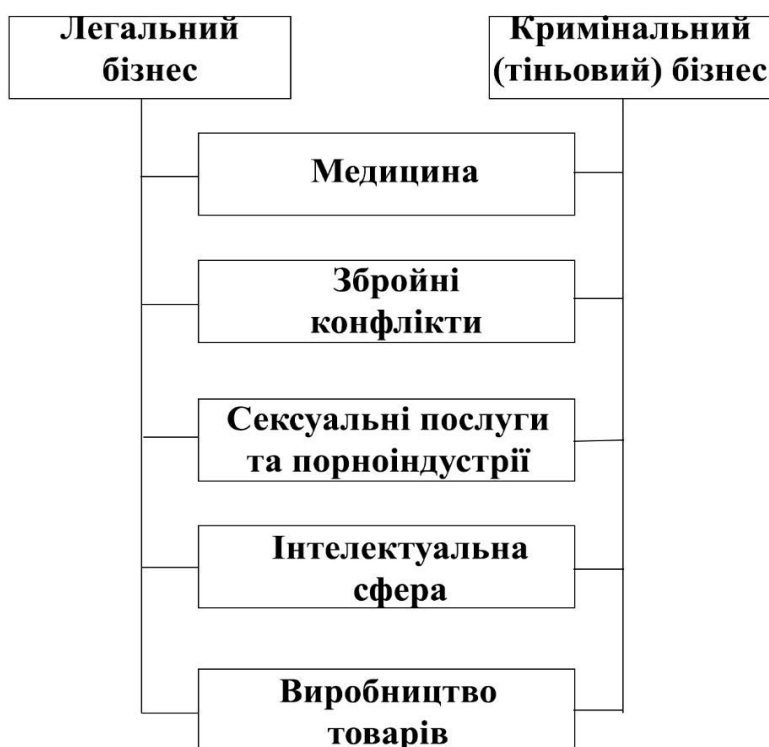 Легальний
бізнес
Кримінальний
(тіньовий) бізнес
Медицина
Збройні
конфлікти
Сексуальні послуги
та порноіндустрії
Інтелектуальна
сфера
Виробництво
товарів